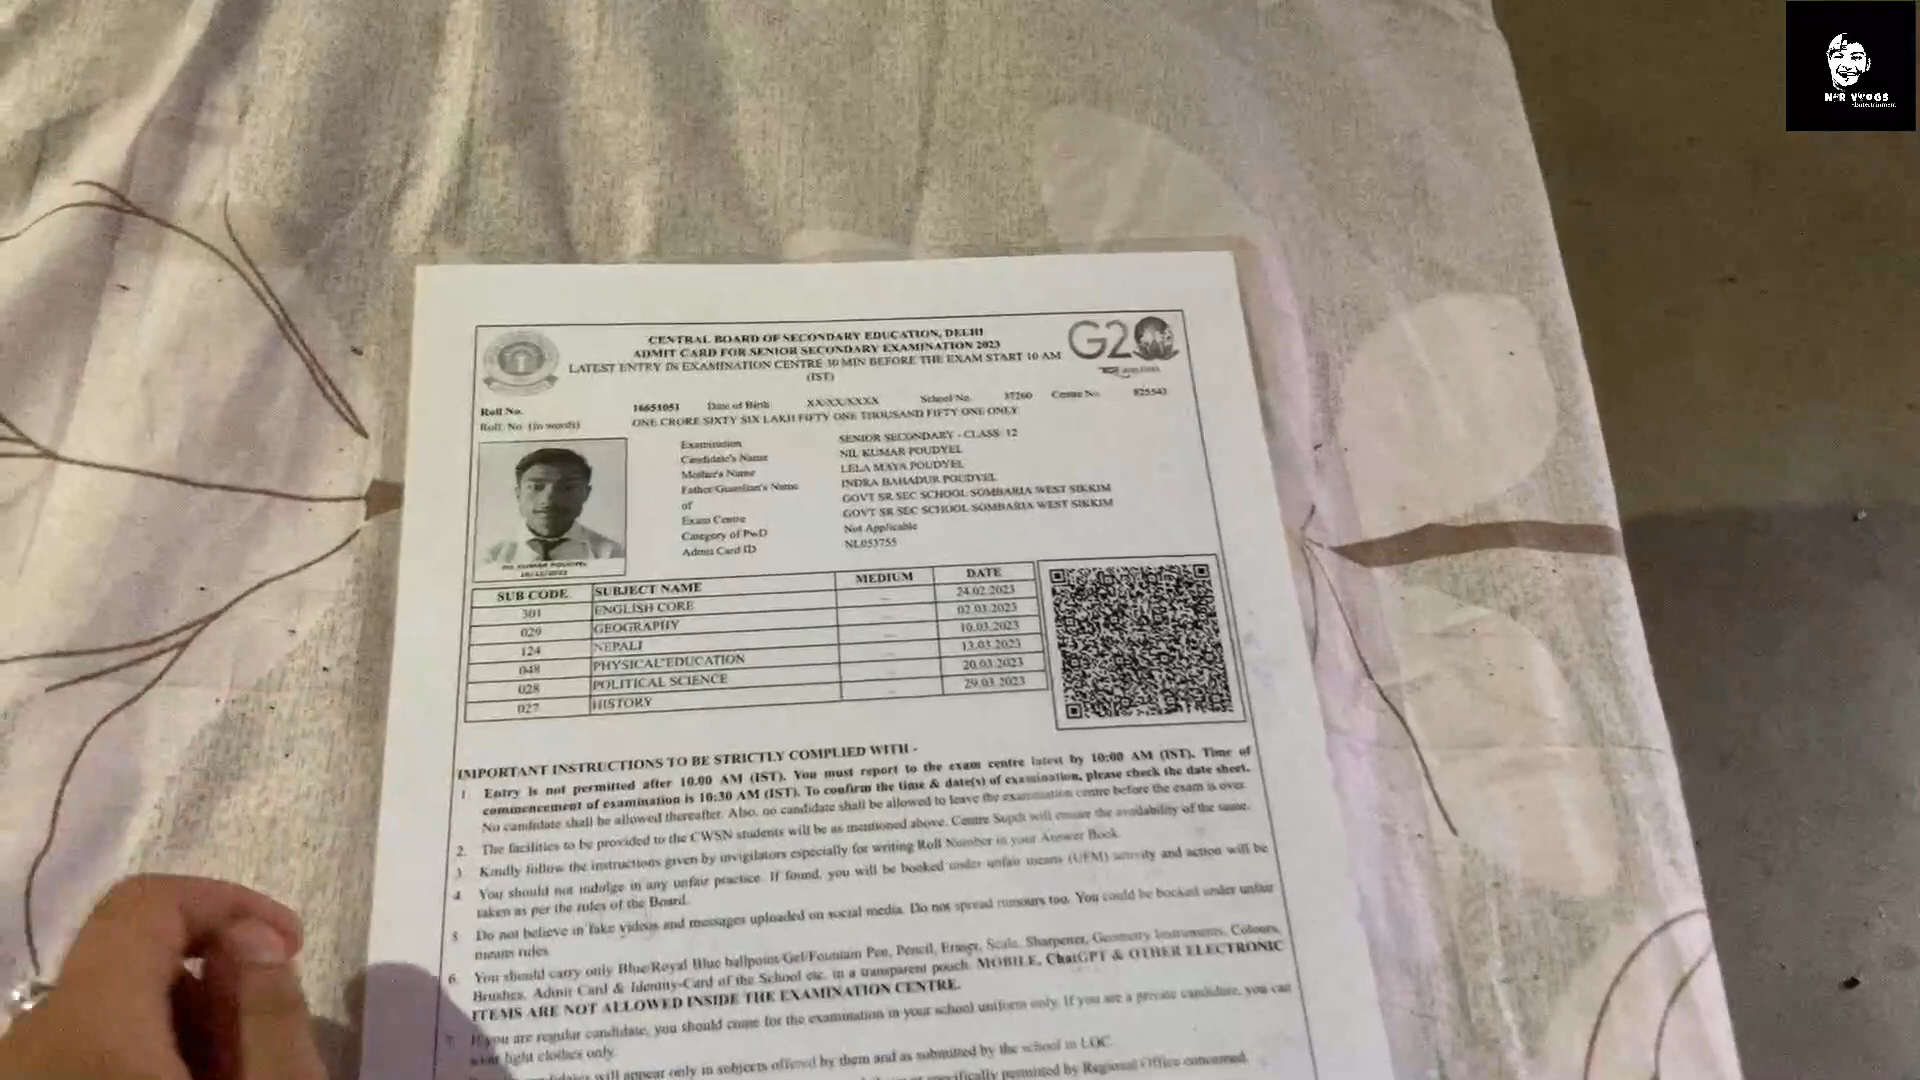 CENTRAL BOARD OF SECONDARY EDUCATION, DELHI
ADMIT CARD FOR SENIOR SECONDARY EXAMINATION 2023
LATEST ENTRY IN EXAMINATION CENTRE 30 MIN BEFORE THE EXAM START 10 AM
(IST)
G20
Roll No. 16651051 Date of Birth XX/XX/XXXX School No. 37260 Centre No. 825543
Roll No. (in words) ONE CRORE SIXTY SIX LAKH FIFTY ONE THOUSAND FIFTY ONE ONLY
Examination SENIOR SECONDARY - CLASS: 12
Candidate's Name NIL KUMAR POUDYEL
Mother's Name LELA MAYA POUDYEL
Father/Guardian's Name INDRA BAHADUR POUDYEL
of GOVT SR SEC SCHOOL SOMBARIA WEST SIKKIM
Exam Centre GOVT SR SEC SCHOOL SOMBARIA WEST SIKKIM
Category of PwD Not Applicable
Admit Card ID NL053755
KUMAR POUDYEL
SUB CODE SUBJECT NAME MEDIUM DATE
301 ENGLISH CORE 24.02.2023
029 GEOGRAPHY 02.03.2023
124 NEPALI 10.03.2023
048 PHYSICAL EDUCATION 13.03.2023
028 POLITICAL SCIENCE 20.03.2023
027 HISTORY 29.03.2023
IMPORTANT INSTRUCTIONS TO BE STRICTLY COMPLIED WITH -
1 Entry is not permitted after 10.00 AM (IST). You must report to the exam centre latest by 10:00 AM (IST). Time of
commencement of examination is 10:30 AM (IST). To confirm the time & date(s) of examination, please check the date sheet.
No candidate shall be allowed thereafter. Also, no candidate shall be allowed to leave the examination centre before the exam is over.
2. The facilities to be provided to the CWSN students will be as mentioned above. Centre Supdt will ensure the availability of the same.
3 Kindly follow the instructions given by invigilators especially for writing Roll Number in your Answer Book.
4 You should not indulge in any unfair practice. If found, you will be booked under unfair means (UFM) activity and action will be
taken as per the rules of the Board.
5 Do not believe in fake videos and messages uploaded on social media. Do not spread rumours too. You could be booked under unfair
means rules.
6. You should carry only Blue/Royal Blue ballpoint/Gel/Fountain Pen, Pencil, Eraser, Scale, Sharpener, Geometry Instruments, Colours,
Brushes, Admit Card & Identity-Card of the School etc. in a transparent pouch. MOBILE, ChatGPT & OTHER ELECTRONIC
ITEMS ARE NOT ALLOWED INSIDE THE EXAMINATION CENTRE.
If you are regular candidate, you should come for the examination in your school uniform only. If you are a private candidate, you can
wear light clothes only.
will appear only in subjects offered by them and as submitted by the school in LOC
specifically permitted by Regional Office concerned.